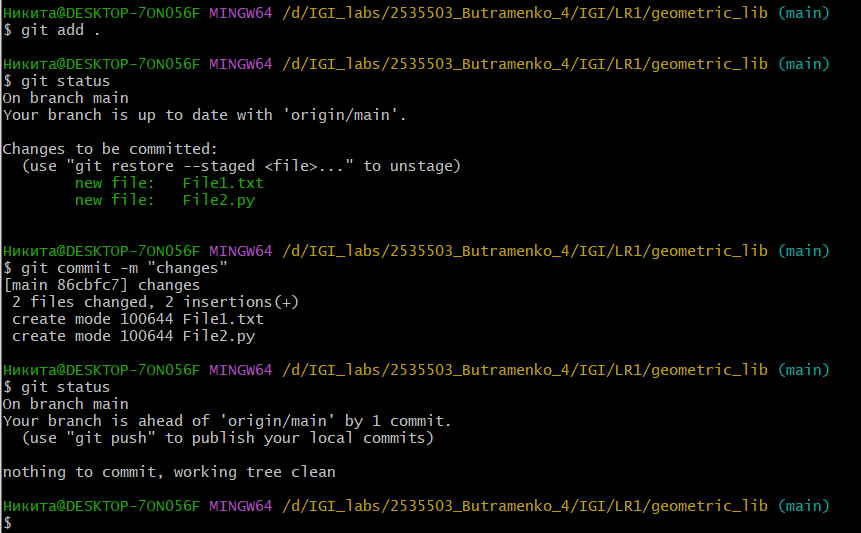 Никита@DESKTOP-7ON056F MINGW64 /d/IGI_labs/2535503_Butramenko_4/IGI/LR1/geometric_lib (main)
$ git add .
Никита@DESKTOP-7ON056F MINGW64 /d/IGI_labs/2535503_Butramenko_4/IGI/LR1/geometric_lib (main)
$ git status
On branch main
Your branch is up to date with 'origin/main'.
Changes to be committed:
  (use "git restore --staged <file>..." to unstage)
        new file:   File1.txt
        new file:   File2.py
Никита@DESKTOP-7ON056F MINGW64 /d/IGI_labs/2535503_Butramenko_4/IGI/LR1/geometric_lib (main)
$ git commit -m "changes"
[main 86cbfc7] changes
 2 files changed, 2 insertions(+)
 create mode 100644 File1.txt
 create mode 100644 File2.py
Никита@DESKTOP-7ON056F MINGW64 /d/IGI_labs/2535503_Butramenko_4/IGI/LR1/geometric_lib (main)
$ git status
On branch main
Your branch is ahead of 'origin/main' by 1 commit.
  (use "git push" to publish your local commits)
nothing to commit, working tree clean
Никита@DESKTOP-7ON056F MINGW64 /d/IGI_labs/2535503_Butramenko_4/IGI/LR1/geometric_lib (main)
$